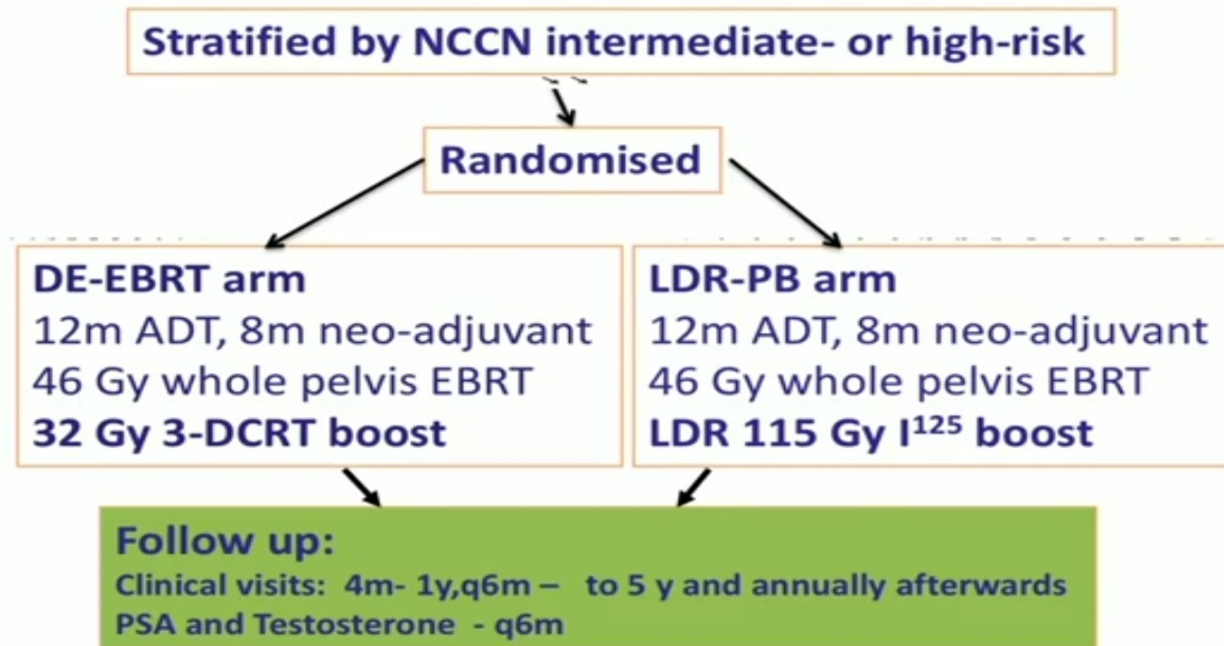 Stratified by NCCN intermediate- or high-risk
Randomised
DE-EBRT arm
12m ADT, 8m neo-adjuvant
46 Gy whole pelvis EBRT
32 Gy 3-DCRT boost
LDR-PB arm
12m ADT, 8m neo-adjuvant
46 Gy whole pelvis EBRT
LDR 115 Gy I¹²⁵ boost
Follow up:
Clinical visits: 4m- 1y,q6m – to 5 y and annually afterwards
PSA and Testosterone - q6m